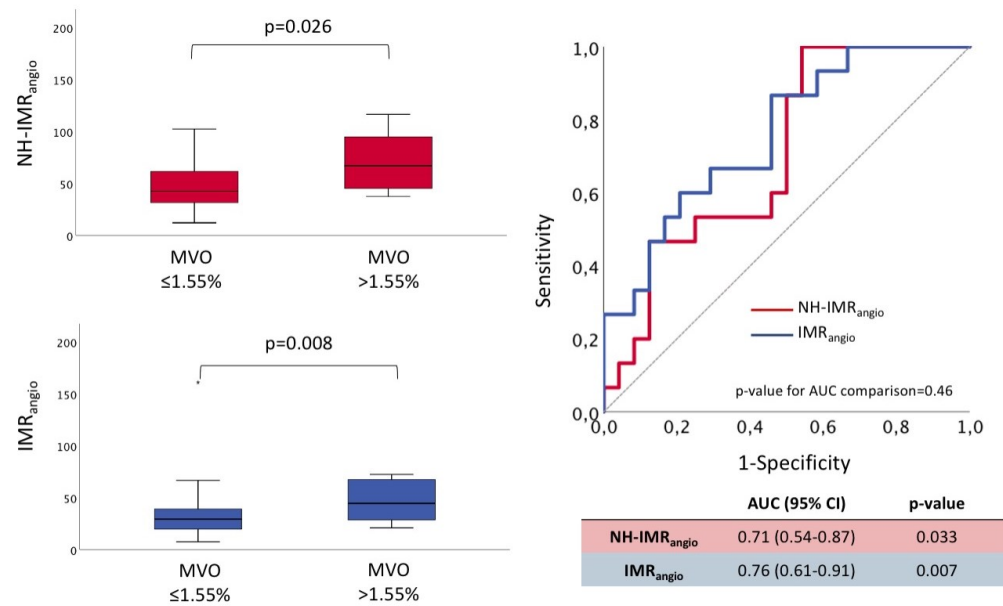 p=0.026
NH-IMRangio
200
150
100
50
0
MVO MVO
≤1.55% >1.55%
p=0.008
IMRangio
200
150
100
50
0
*
MVO MVO
≤1.55% >1.55%
Sensitivity
1,0
0,8
0,6
0,4
0,2
0,0
NH-IMRangio
IMRangio
p-value for AUC comparison=0.46
0,0 0,2 0,4 0,6 0,8 1,0
1-Specificity
AUC (95% CI) p-value
NH-IMRangio 0.71 (0.54-0.87) 0.033
IMRangio 0.76 (0.61-0.91) 0.007